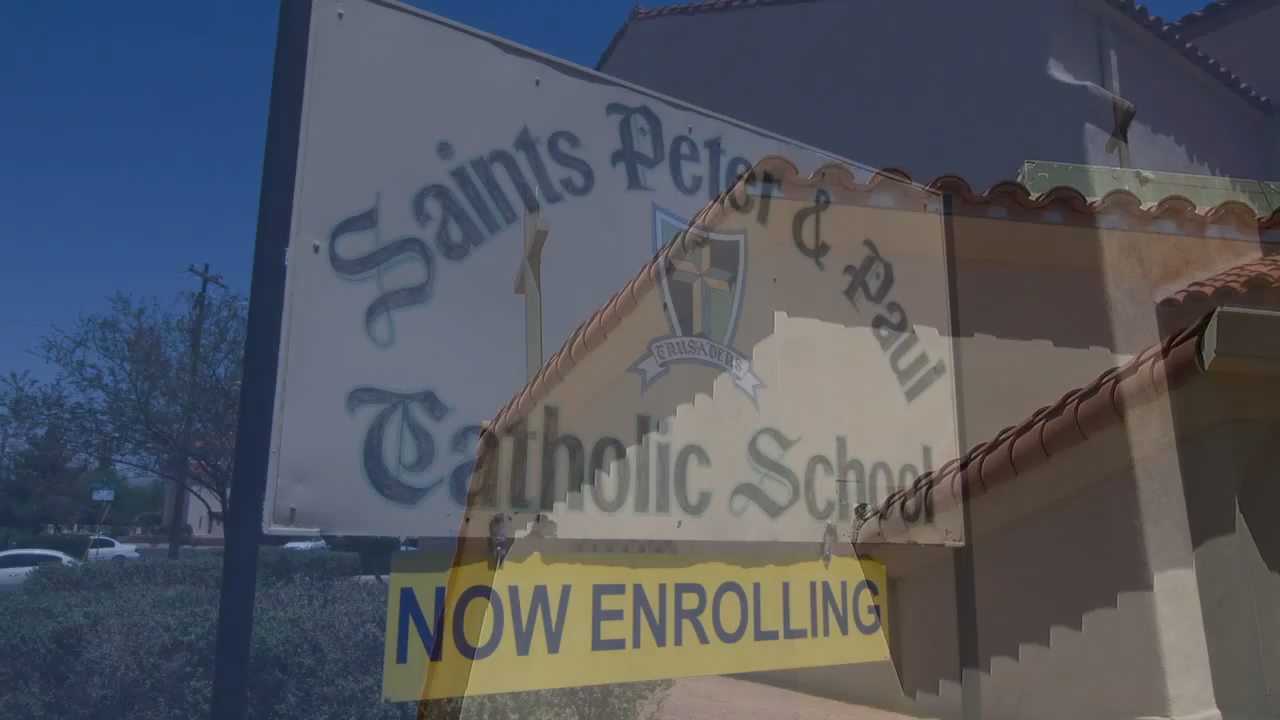 Saints Peter & Paul
CRUSADERS
Catholic School
NOW ENROLLING